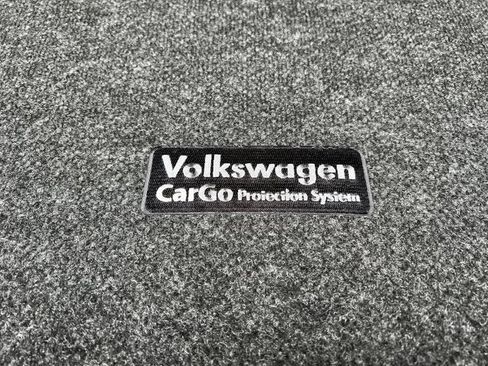 Volkswagen
CarGo Protection System